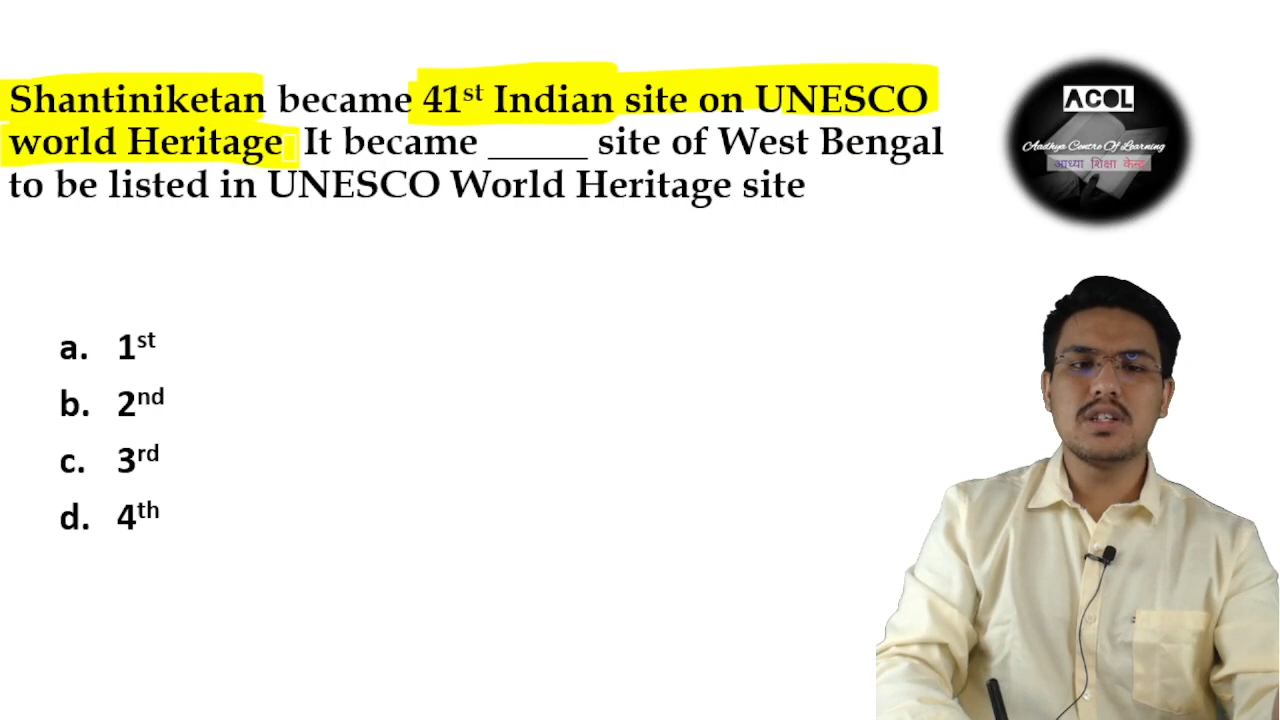 Shantiniketan became 41st Indian site on UNESCO
world Heritage. It became _____ site of West Bengal
to be listed in UNESCO World Heritage site
ACOL
Aadhya Centre Of Learning
आध्या शिक्षा केन्द्र
a. 1st
b. 2nd
c. 3rd
d. 4th